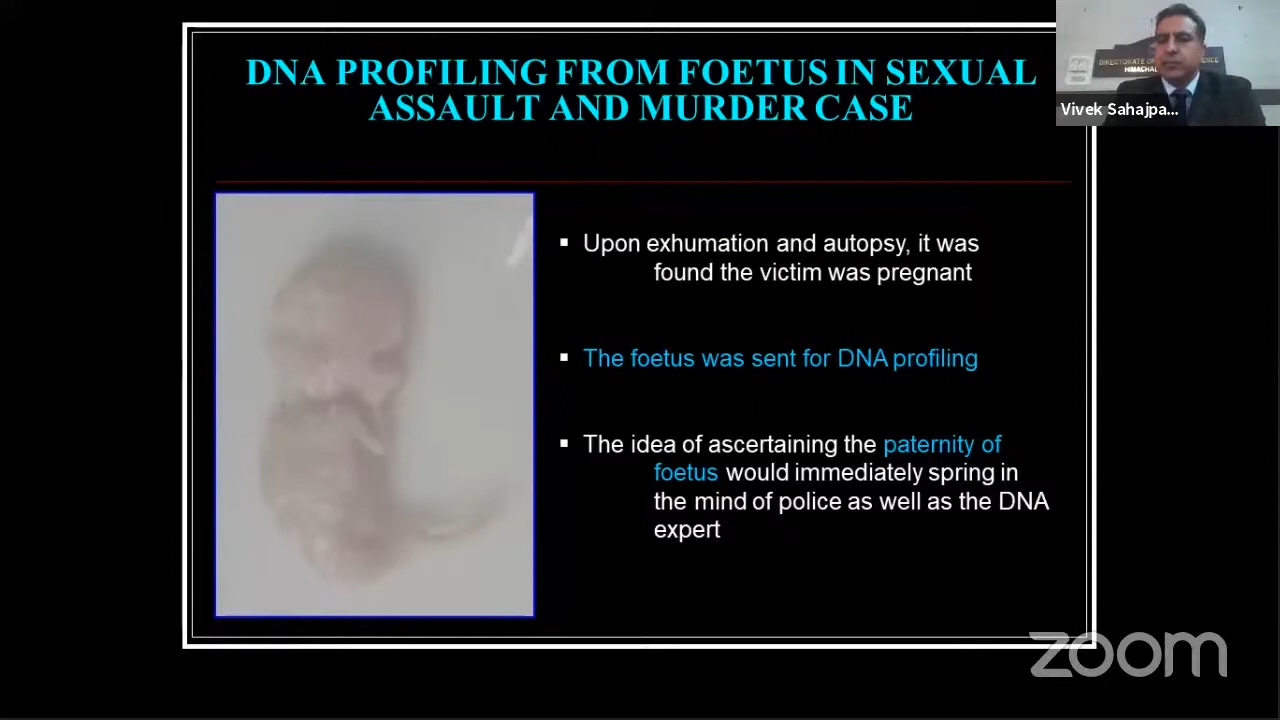 DNA PROFILING FROM FOETUS IN SEXUAL
ASSAULT AND MURDER CASE
DIRECTORATE
HIMACHA
Vivek Sahajpa...
▪ Upon exhumation and autopsy, it was
found the victim was pregnant
▪ The foetus was sent for DNA profiling
▪ The idea of ascertaining the paternity of
foetus would immediately spring in
the mind of police as well as the DNA
expert
zoom